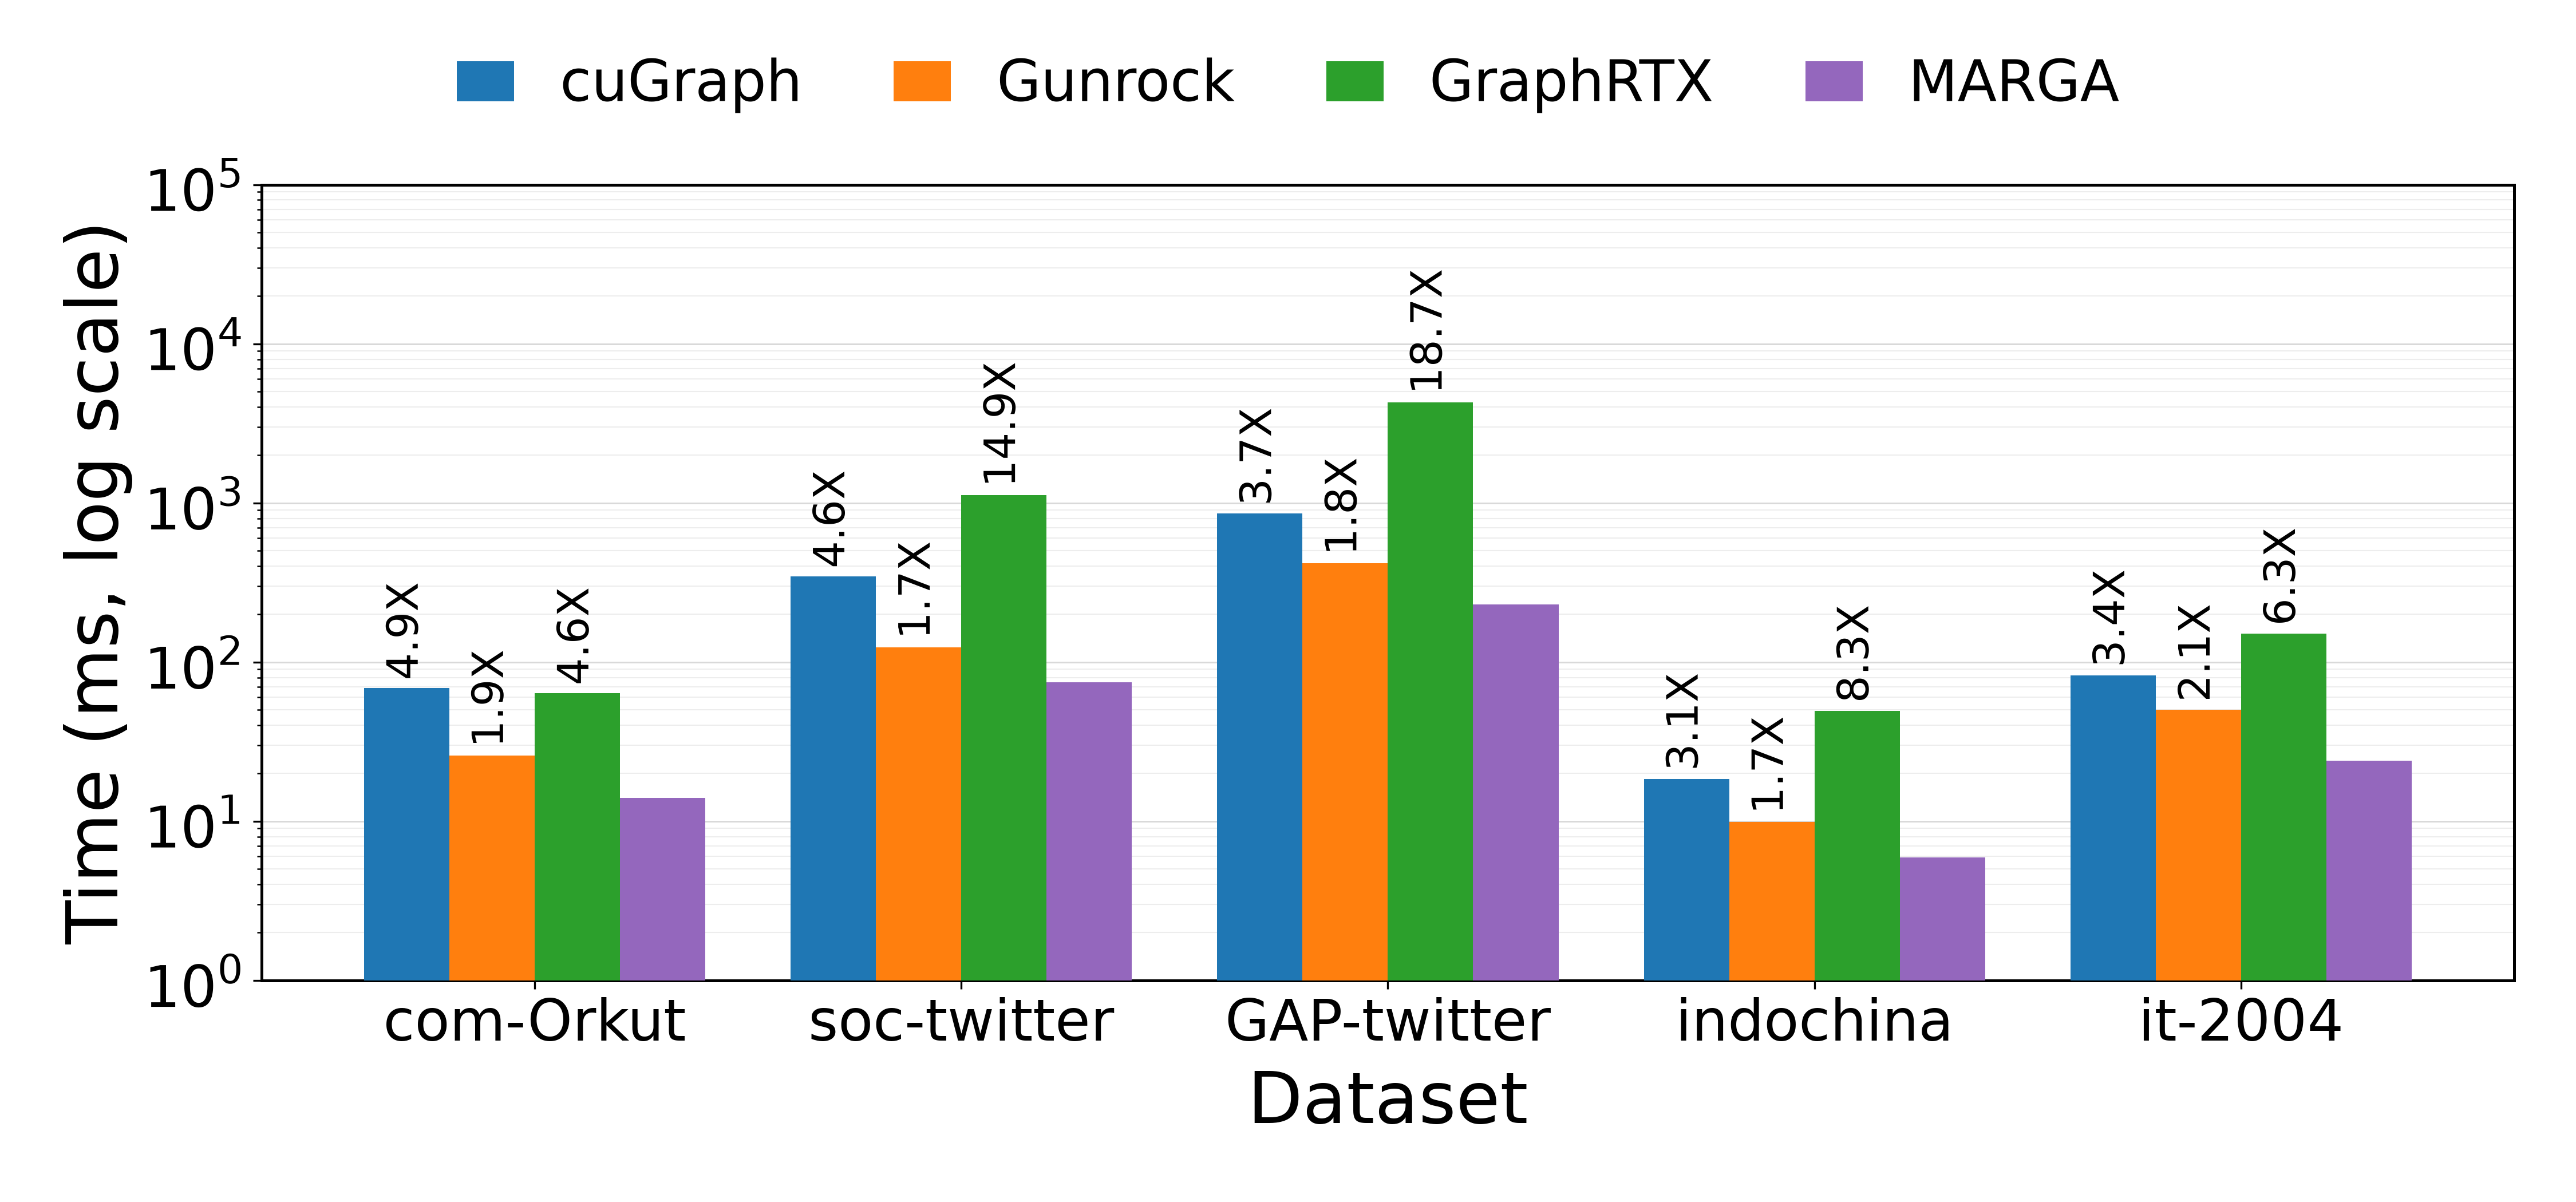 cuGraph Gunrock GraphRTX MARGA
Time (ms, log scale)
10^5
10^4
10^3
10^2
10^1
10^0
4.9X 1.9X 4.6X
4.6X 1.7X 14.9X
3.7X 1.8X 18.7X
3.1X 1.7X 8.3X
3.4X 2.1X 6.3X
com-Orkut soc-twitter GAP-twitter indochina it-2004
Dataset